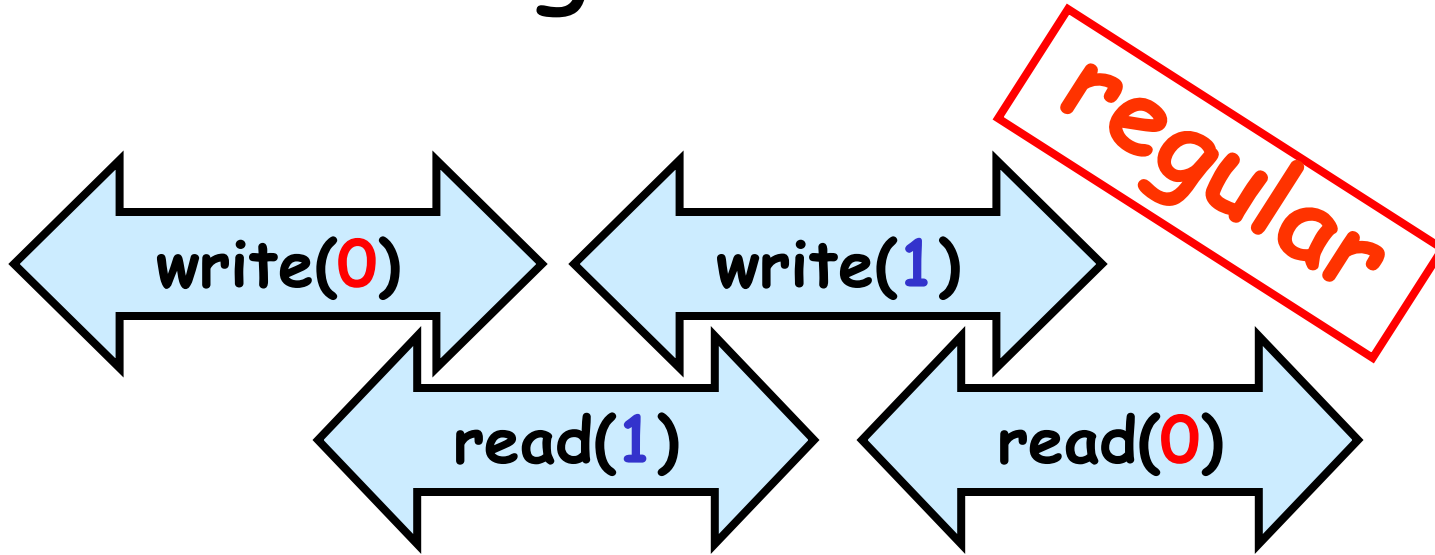 regular
write(0) write(1)
read(1) read(0)